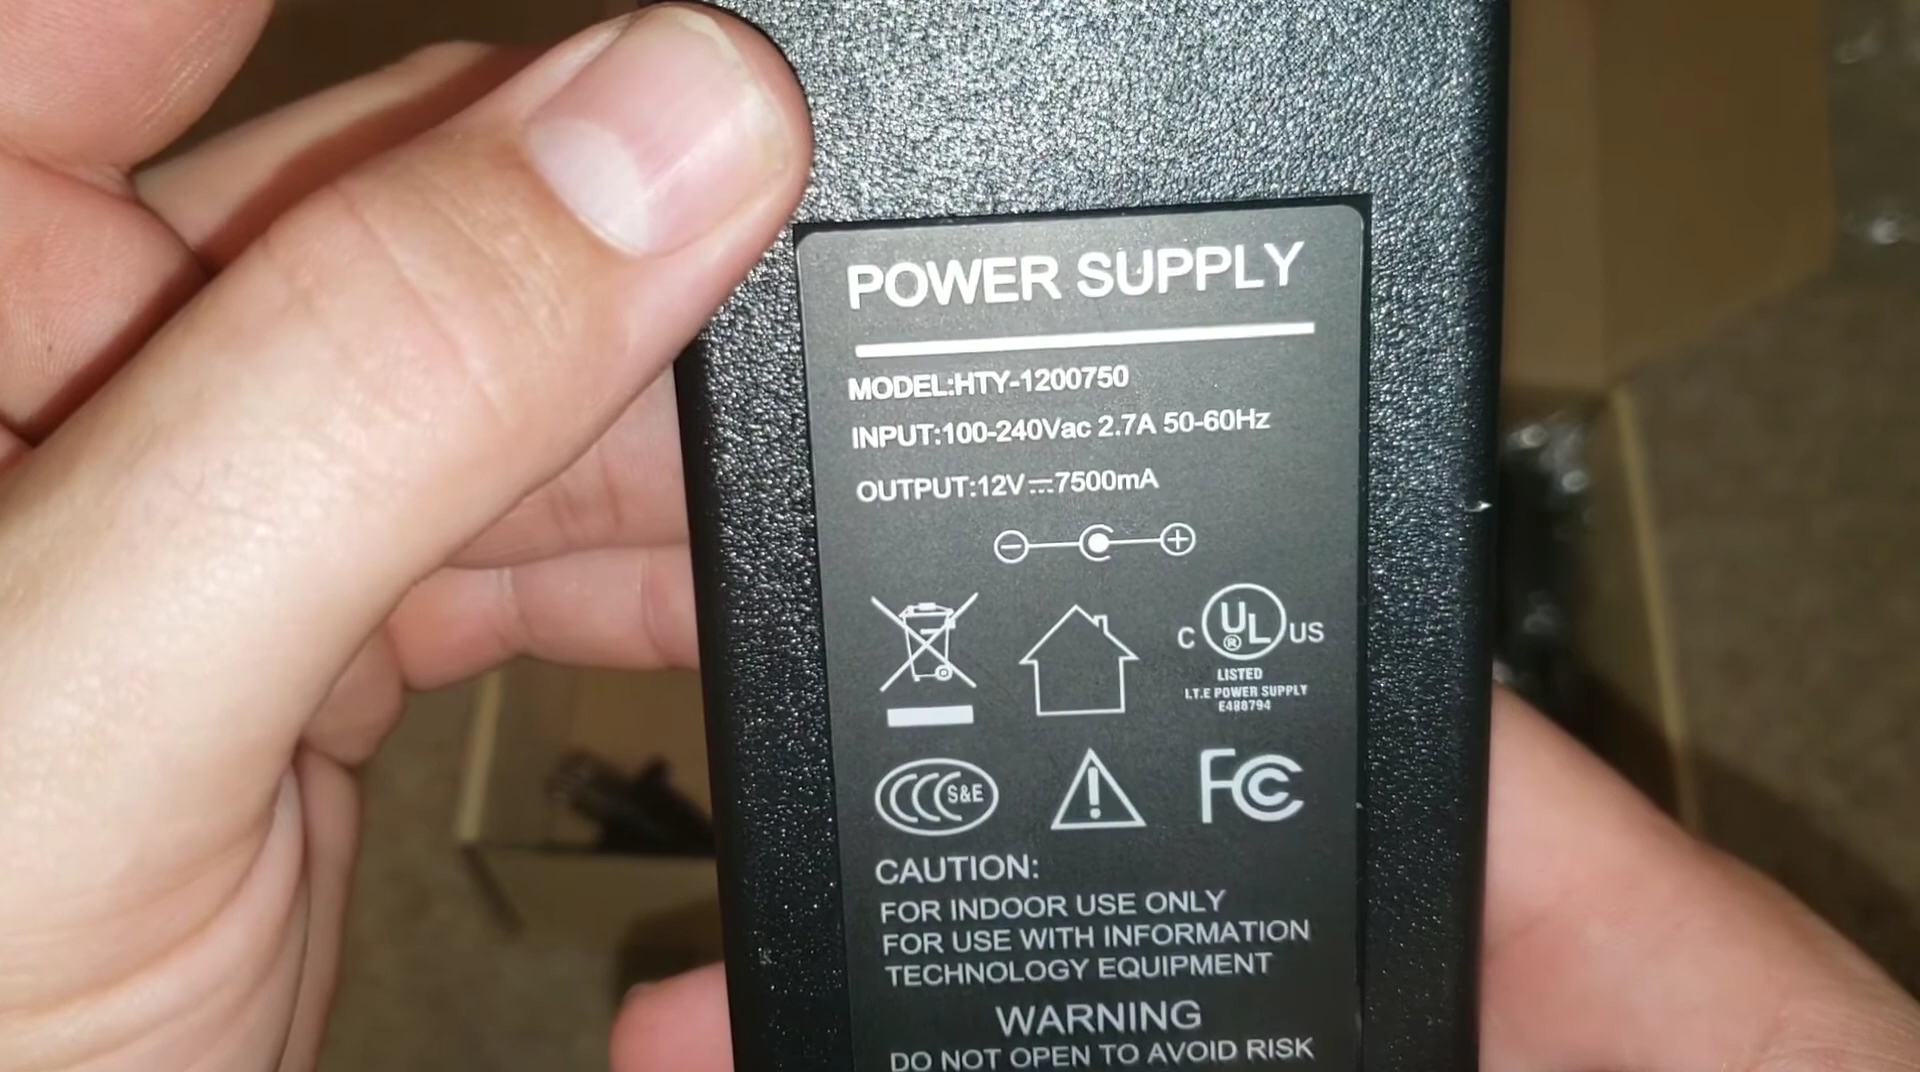 POWER SUPPLY
MODEL:HTY-1200750
INPUT:100-240Vac 2.7A 50-60Hz
OUTPUT:12V⎓7500mA
C UL® US
LISTED
I.T.E POWER SUPPLY
E488794
CCC S&E
FC
CAUTION:
FOR INDOOR USE ONLY
FOR USE WITH INFORMATION
TECHNOLOGY EQUIPMENT
WARNING
DO NOT OPEN TO AVOID RISK